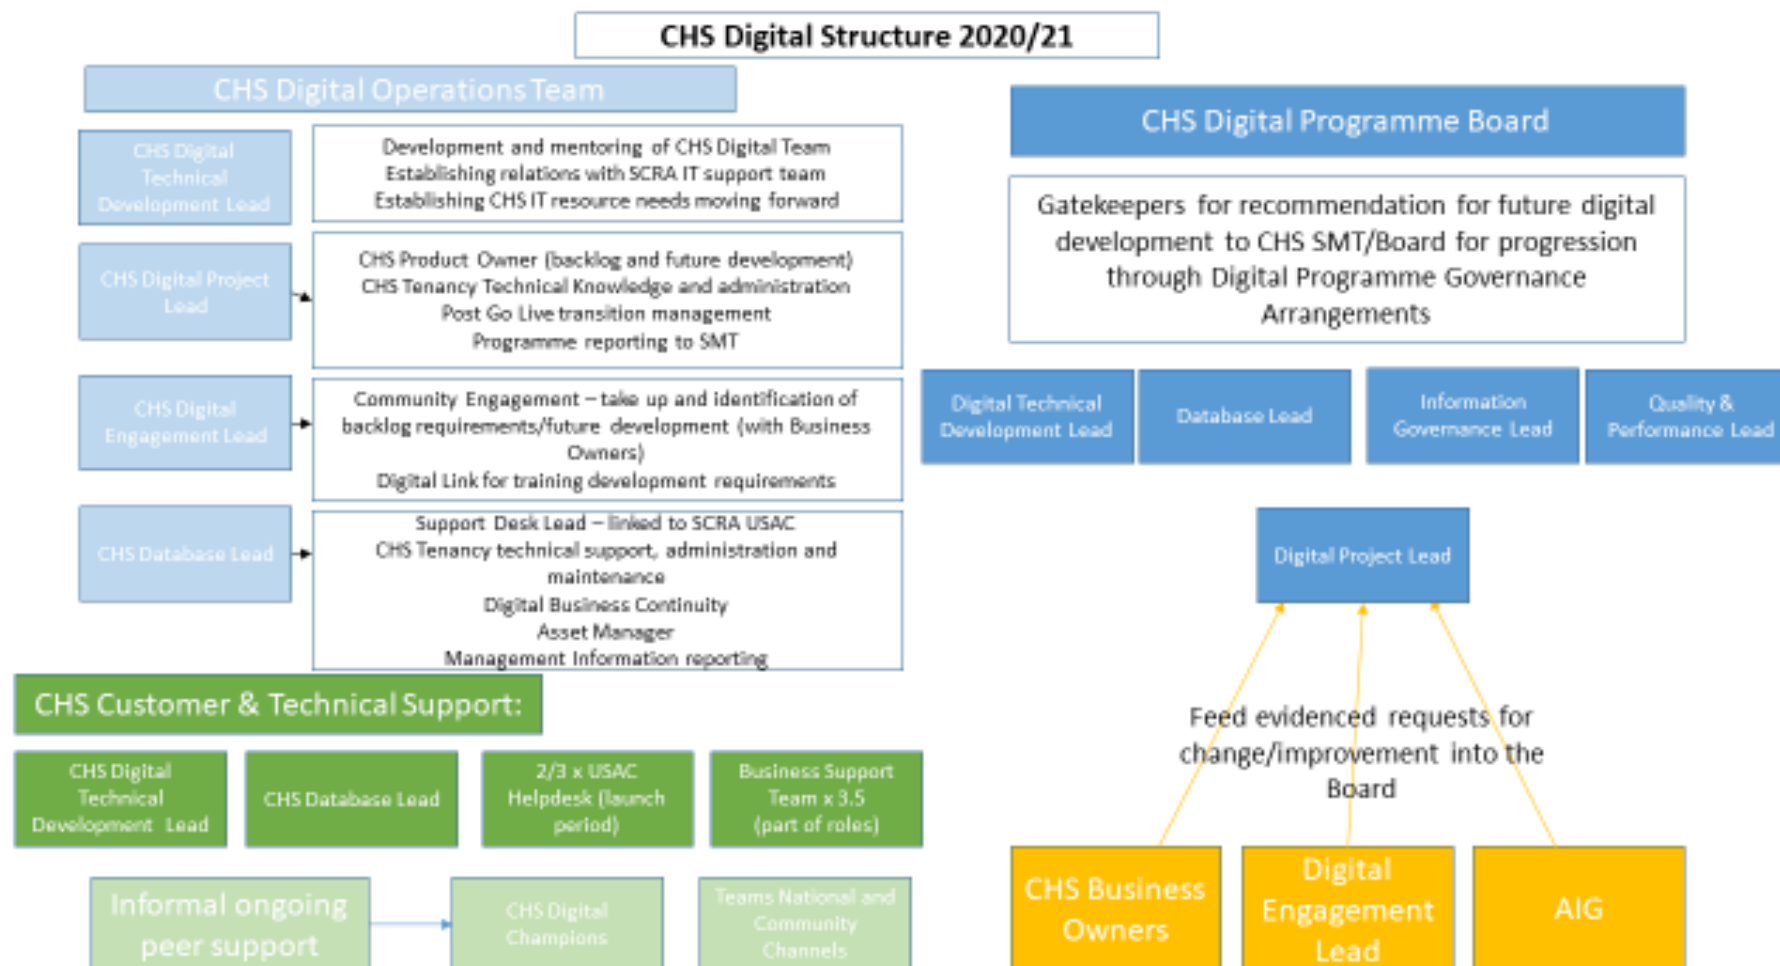 CHS Digital Structure 2020/21
CHS Digital Operations Team
CHS Digital
Technical
Development Lead
Development and mentoring of CHS Digital Team
Establishing relations with SCRA IT support team
Establishing CHS IT resource needs moving forward
CHS Digital Project
Lead
CHS Product Owner (backlog and future development)
CHS Tenancy Technical Knowledge and administration
Post Go Live transition management
Programme reporting to SMT
CHS Digital
Engagement Lead
Community Engagement – take up and identification of
backlog requirements/future development (with Business
Owners)
Digital Link for training development requirements
CHS Database Lead
Support Desk Lead – linked to SCRA USAC
CHS Tenancy technical support, administration and
maintenance
Digital Business Continuity
Asset Manager
Management Information reporting
CHS Customer & Technical Support:
CHS Digital
Technical
Development Lead
CHS Database Lead
2/3 x USAC
Helpdesk (launch
period)
Business Support
Team x 3.5
(part of roles)
Informal ongoing
peer support
CHS Digital
Champions
Teams National and
Community
Channels
CHS Digital Programme Board
Gatekeepers for recommendation for future digital
development to CHS SMT/Board for progression
through Digital Programme Governance
Arrangements
Digital Technical
Development Lead
Database Lead
Information
Governance Lead
Quality &
Performance Lead
Digital Project Lead
Feed evidenced requests for
change/improvement into the
Board
CHS Business
Owners
Digital
Engagement
Lead
AIG